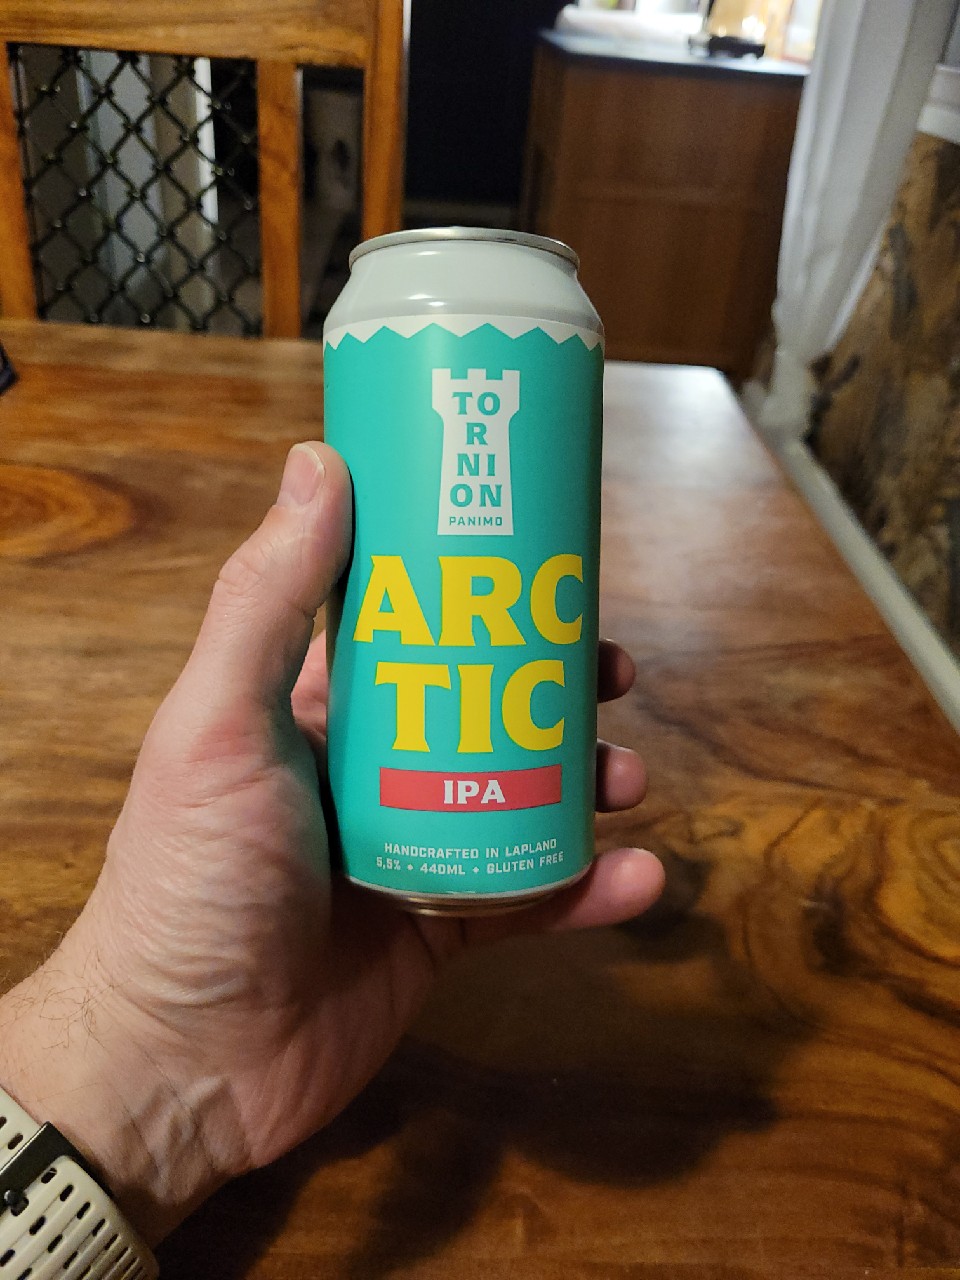 TO
R
NI
ON
PANIMO
ARC
TIC
IPA
HANDCRAFTED IN LAPLAND
5,5% • 440ML • GLUTEN FREE